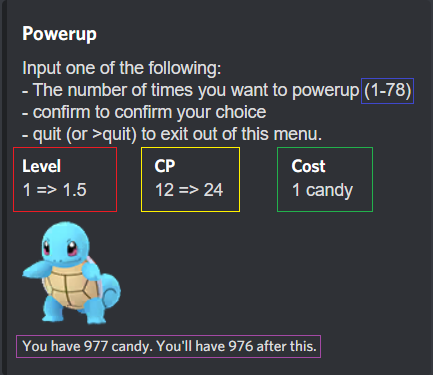 Powerup
Input one of the following:
- The number of times you want to powerup (1-78)
- confirm to confirm your choice
- quit (or >quit) to exit out of this menu.
Level CP Cost
1 => 1.5 12 => 24 1 candy
You have 977 candy. You'll have 976 after this.